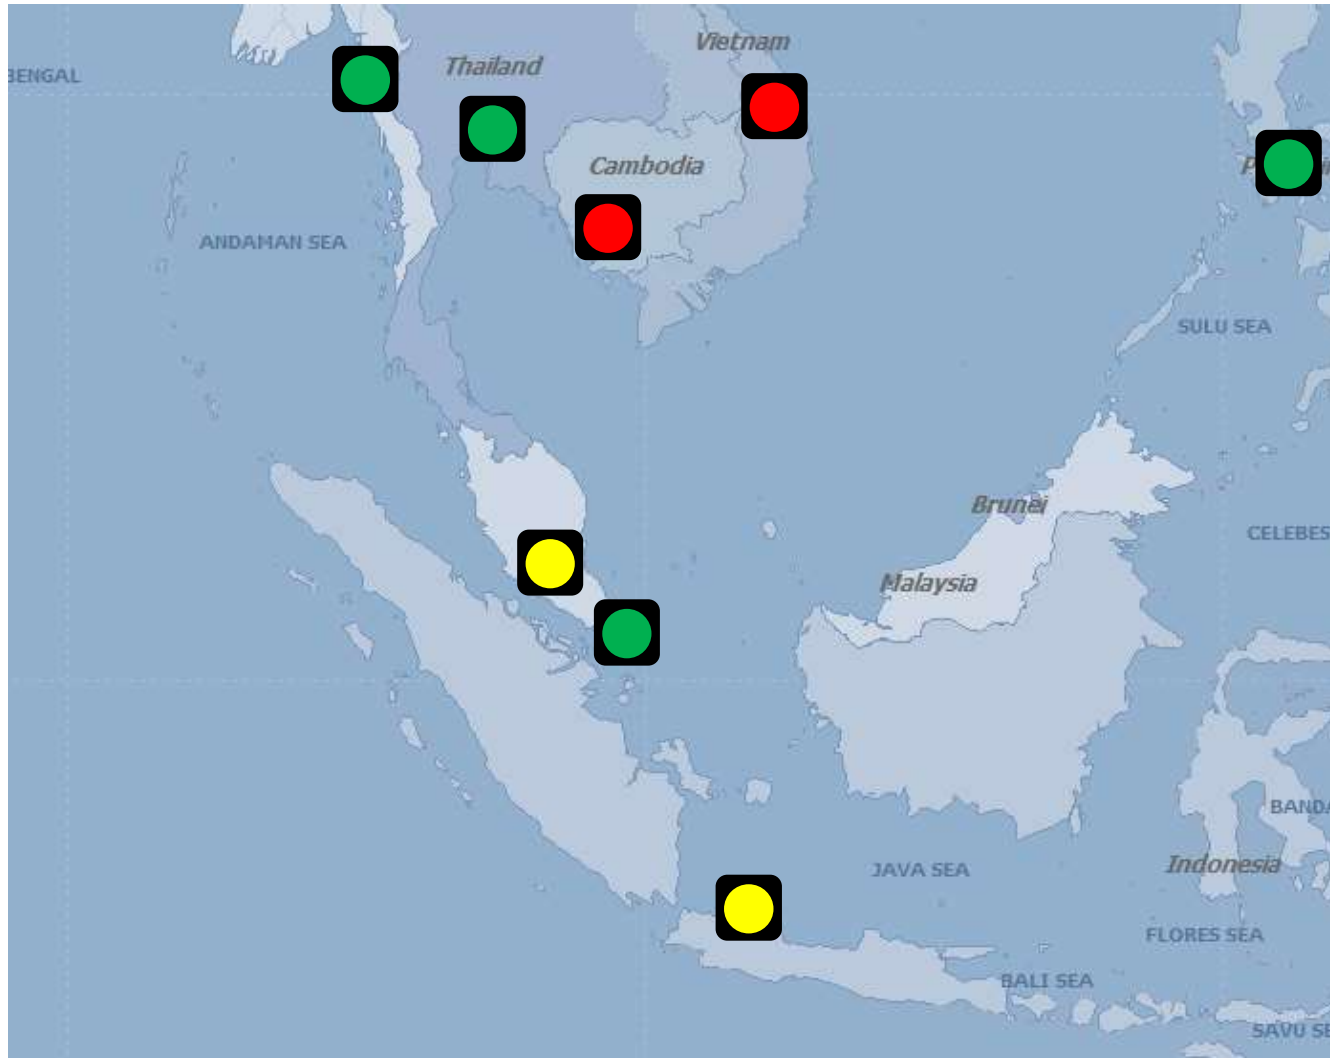 Vietnam
Thailand
BENGAL
Cambodia
ANDAMAN SEA
SULU SEA
Brunei
CELEBES
Malaysia
BANDA
Indonesia
JAVA SEA
FLORES SEA
BALI SEA
SAVU SE